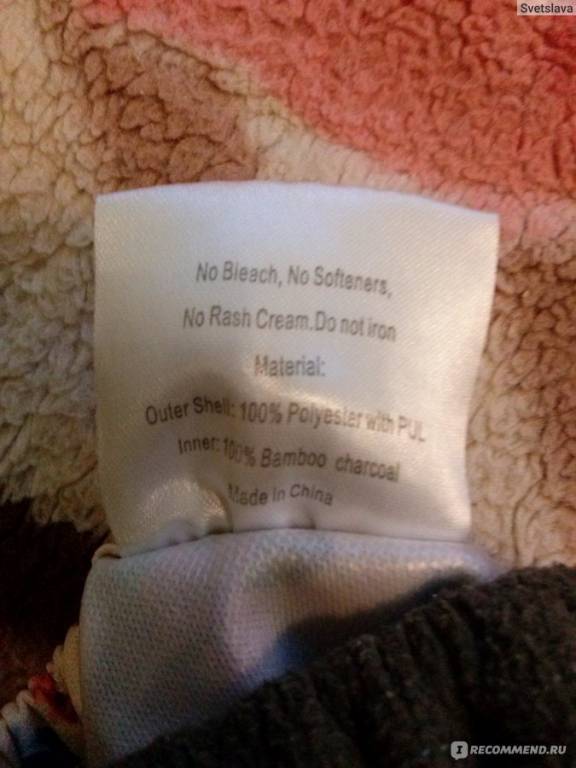 Svetslava
No Bleach, No Softeners,
No Rash Cream.Do not iron
Material:
Outer Shell: 100% Polyester with PUL
Inner: 100% Bamboo charcoal
Made in China
IRECOMMEND.RU